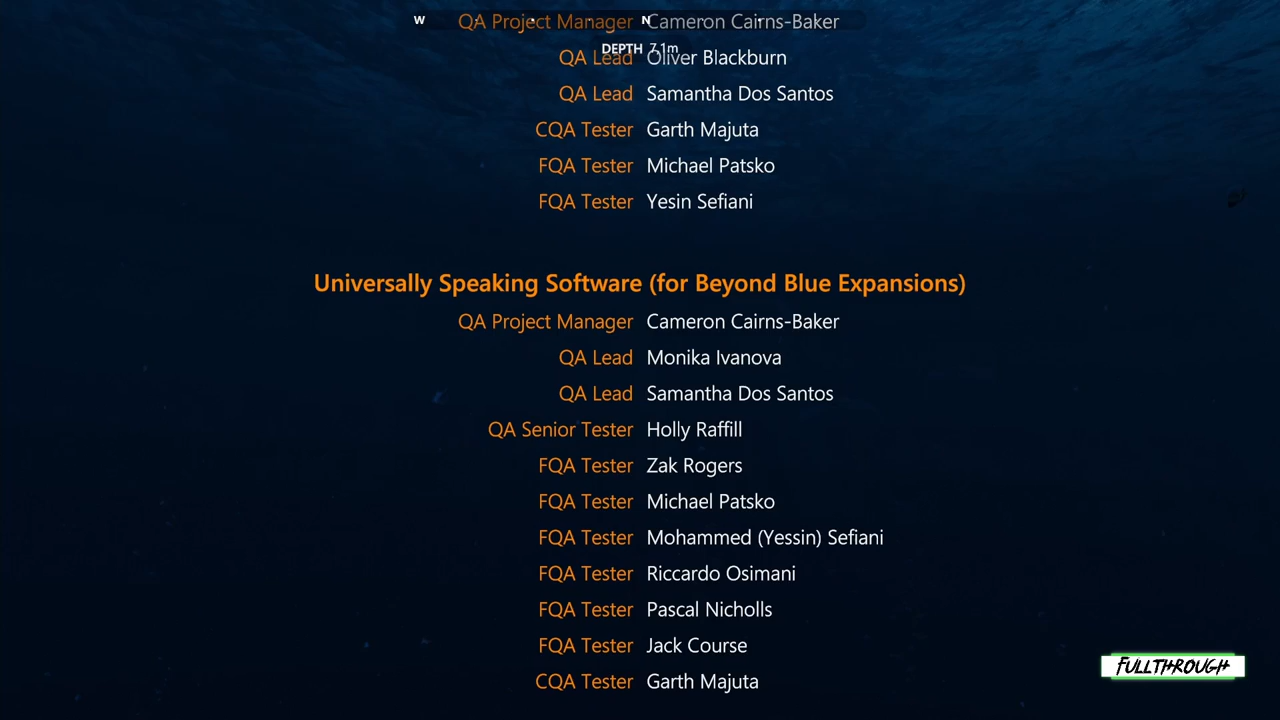 W N
QA Project Manager Cameron Cairns-Baker
DEPTH 7.1m
QA Lead Oliver Blackburn
QA Lead Samantha Dos Santos
CQA Tester Garth Majuta
FQA Tester Michael Patsko
FQA Tester Yesin Sefiani
Universally Speaking Software (for Beyond Blue Expansions)
QA Project Manager Cameron Cairns-Baker
QA Lead Monika Ivanova
QA Lead Samantha Dos Santos
QA Senior Tester Holly Raffill
FQA Tester Zak Rogers
FQA Tester Michael Patsko
FQA Tester Mohammed (Yessin) Sefiani
FQA Tester Riccardo Osimani
FQA Tester Pascal Nicholls
FQA Tester Jack Course
CQA Tester Garth Majuta
FULLTHROUGH